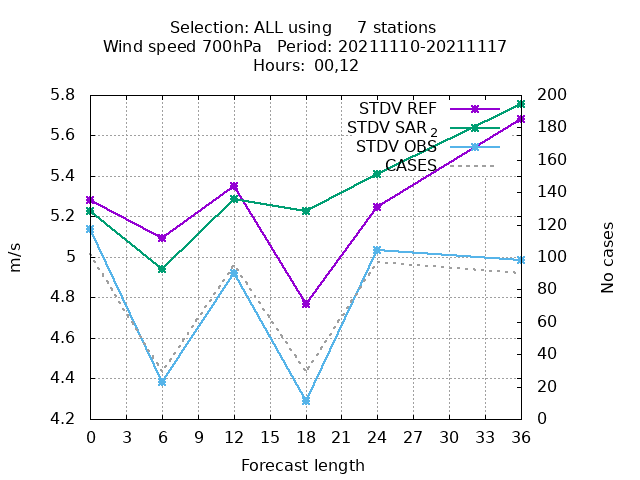 Selection: ALL using 7 stations
Wind speed 700hPa Period: 20211110-20211117
Hours: 00,12
STDV REF
STDV SAR 2
STDV OBS
CASES
m/s
5.8
5.6
5.4
5.2
5
4.8
4.6
4.4
4.2
200
180
160
140
120
100
80
60
40
20
0
No cases
0 3 6 9 12 15 18 21 24 27 30 33 36
Forecast length